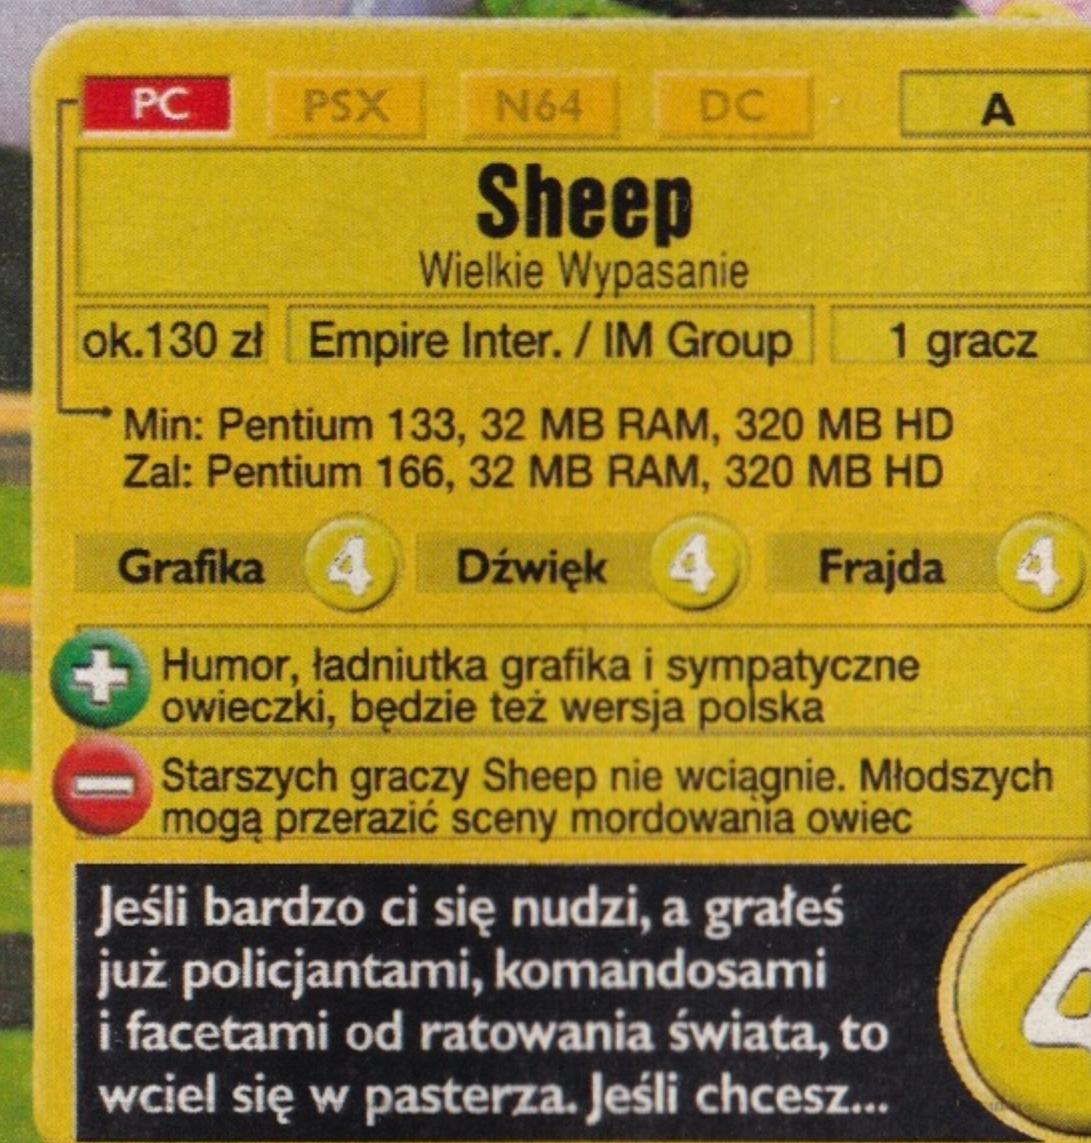 PC PSX N64 DC A
Sheep
Wielkie Wypasanie
ok.130 zł Empire Inter. / IM Group 1 gracz
Min: Pentium 133, 32 MB RAM, 320 MB HD
Zal: Pentium 166, 32 MB RAM, 320 MB HD
Grafika 4 Dźwięk 4 Frajda 4
Humor, ładniutka grafika i sympatyczne
owieczki, będzie też wersja polska
Starszych graczy Sheep nie wciągnie. Młodszych
mogą przerazić sceny mordowania owiec
Jeśli bardzo ci się nudzi, a grałeś
już policjantami, komandosami
i facetami od ratowania świata, to
wciel się w pasterza. Jeśli chcesz...
4